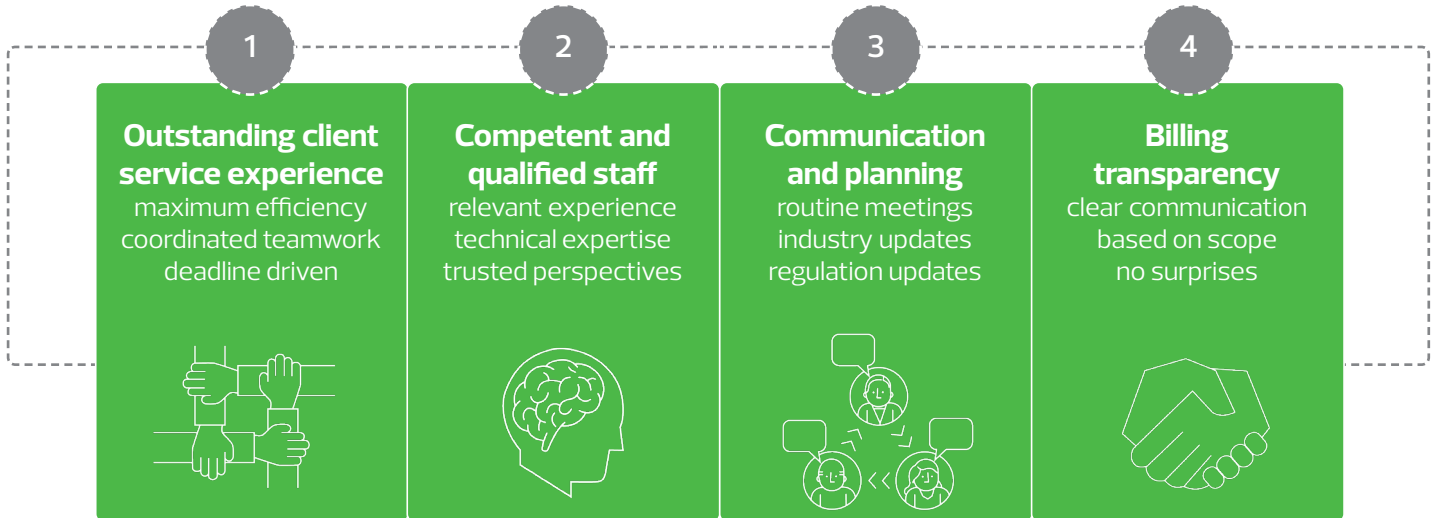 1
Outstanding client
service experience
maximum efficiency
coordinated teamwork
deadline driven
2
Competent and
qualified staff
relevant experience
technical expertise
trusted perspectives
3
Communication
and planning
routine meetings
industry updates
regulation updates
4
Billing
transparency
clear communication
based on scope
no surprises